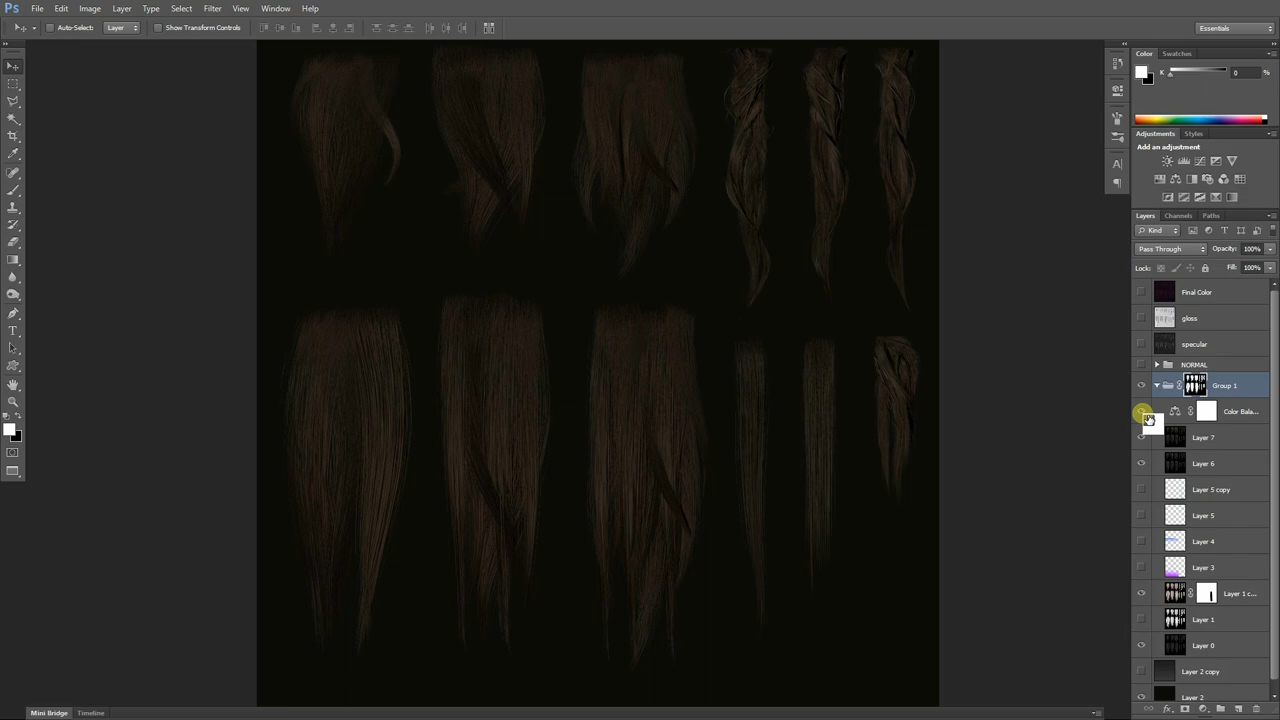 Ps File Edit Image Layer Type Select Filter View Window Help
Auto-Select: Layer Show Transform Controls Essentials
Color Swatches
K 0 %
Adjustments Styles
Add an adjustment
Layers Channels Paths
Kind
Pass Through Opacity: 100%
Lock: Fill: 100%
Final Color
gloss
specular
NORMAL
Group 1
Color Bala...
Layer 7
Layer 6
Layer 5 copy
Layer 5
Layer 4
Layer 3
Layer 1 c...
Layer 1
Layer 0
Layer 2 copy
Layer 2
Mini Bridge Timeline